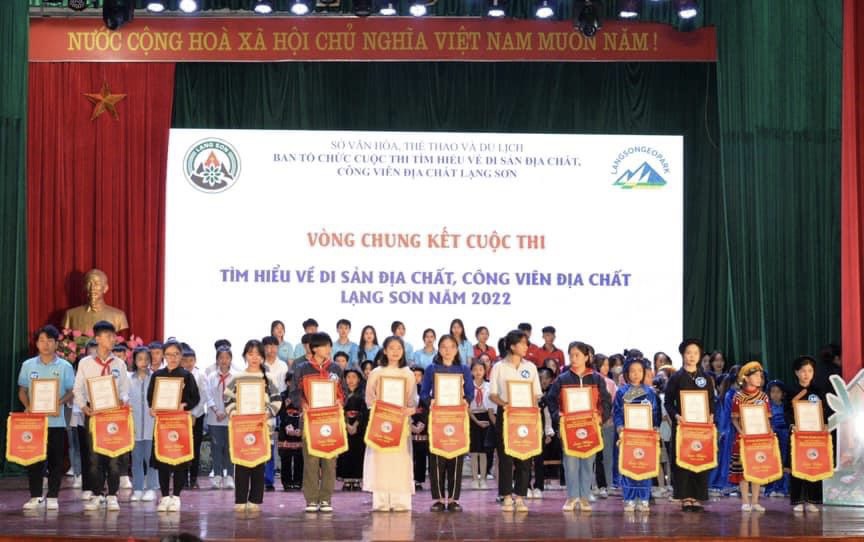 NƯỚC CỘNG HOÀ XÃ HỘI CHỦ NGHĨA VIỆT NAM MUÔN NĂM!
LANG SON
SỞ VĂN HÓA, THỂ THAO VÀ DU LỊCH
BAN TỔ CHỨC CUỘC THI TÌM HIỂU VỀ DI SẢN ĐỊA CHẤT,
CÔNG VIÊN ĐỊA CHẤT LẠNG SƠN
LANGSONGEOPARK
VÒNG CHUNG KẾT CUỘC THI
TÌM HIỂU VỀ DI SẢN ĐỊA CHẤT, CÔNG VIÊN ĐỊA CHẤT
LẠNG SƠN NĂM 2022